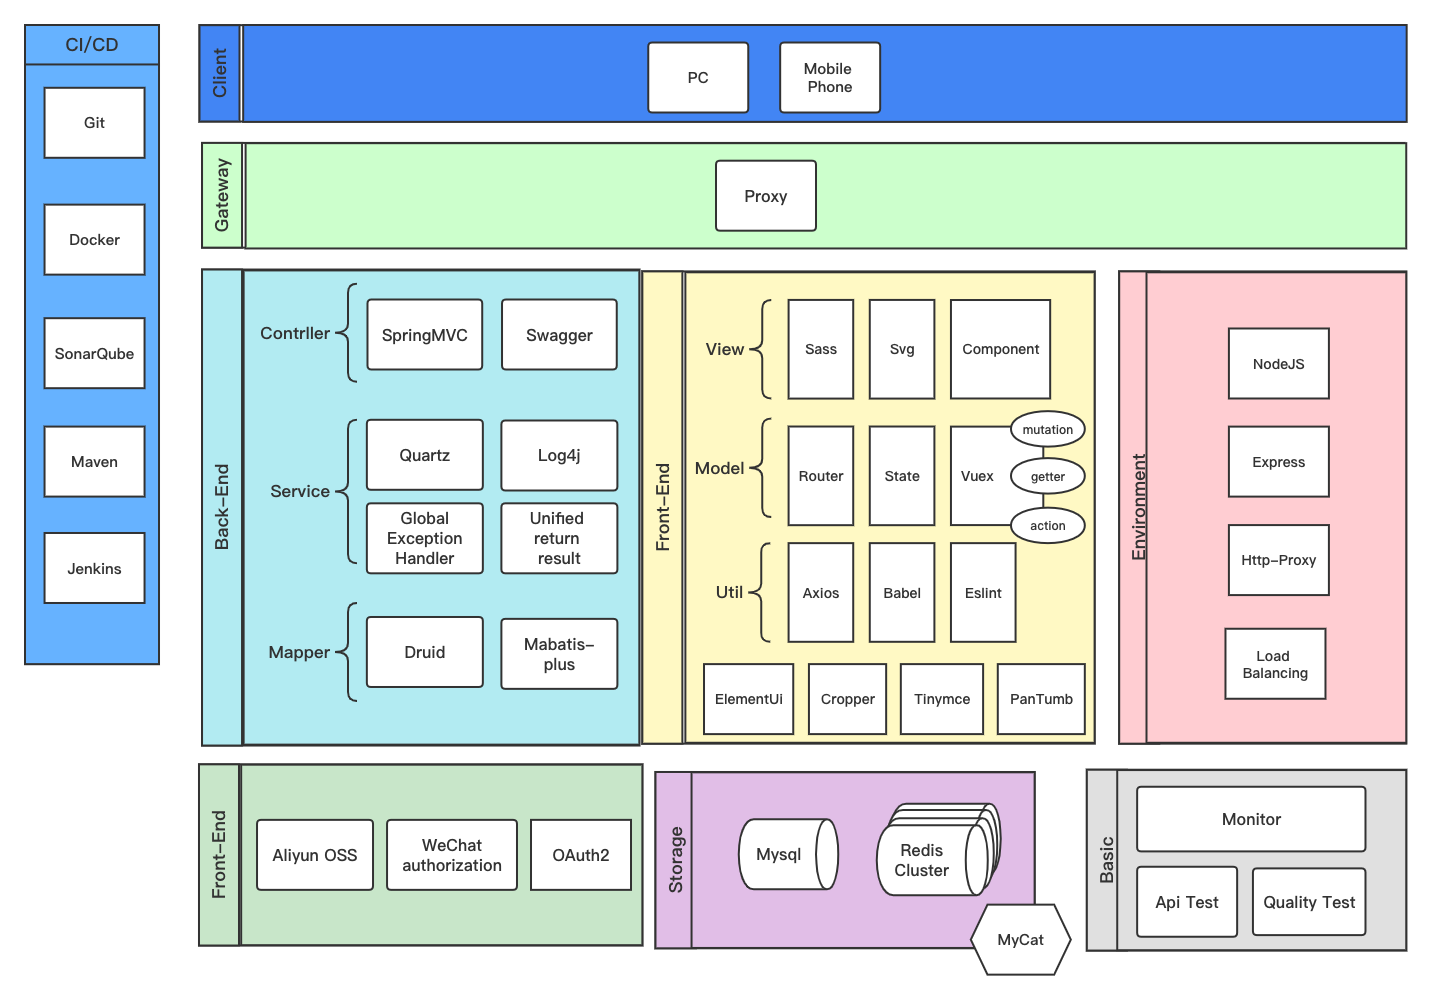 CI/CD
Git
Docker
SonarQube
Maven
Jenkins
Client
PC
Mobile
Phone
Gateway
Proxy
Back-End
Contrller
SpringMVC
Swagger
Service
Quartz
Log4j
Global
Exception
Handler
Unified
return
result
Mapper
Druid
Mabatis-
plus
Front-End
View
Sass
Svg
Component
Model
Router
State
Vuex
mutation
getter
action
Util
Axios
Babel
Eslint
ElementUi
Cropper
Tinymce
PanTumb
Environment
NodeJS
Express
Http-Proxy
Load
Balancing
Front-End
Aliyun OSS
WeChat
authorization
OAuth2
Storage
Mysql
Redis
Cluster
MyCat
Basic
Monitor
Api Test
Quality Test